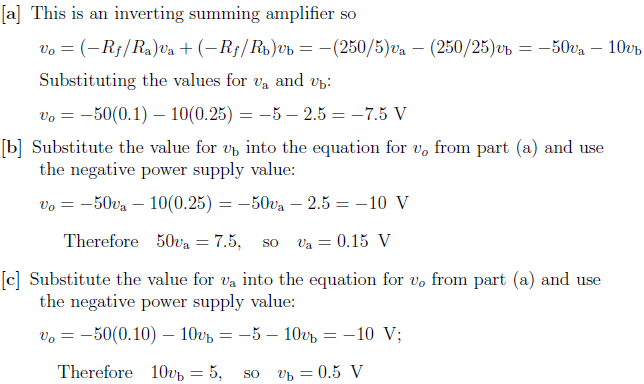 [a] This is an inverting summing amplifier so
v_o = (−R_f/R_a)v_a + (−R_f/R_b)v_b = −(250/5)v_a − (250/25)v_b = −50v_a − 10v_b
Substituting the values for v_a and v_b:
v_o = −50(0.1) − 10(0.25) = −5 − 2.5 = −7.5 V
[b] Substitute the value for v_b into the equation for v_o from part (a) and use
the negative power supply value:
v_o = −50v_a − 10(0.25) = −50v_a − 2.5 = −10 V
Therefore 50v_a = 7.5, so v_a = 0.15 V
[c] Substitute the value for v_a into the equation for v_o from part (a) and use
the negative power supply value:
v_o = −50(0.10) − 10v_b = −5 − 10v_b = −10 V;
Therefore 10v_b = 5, so v_b = 0.5 V